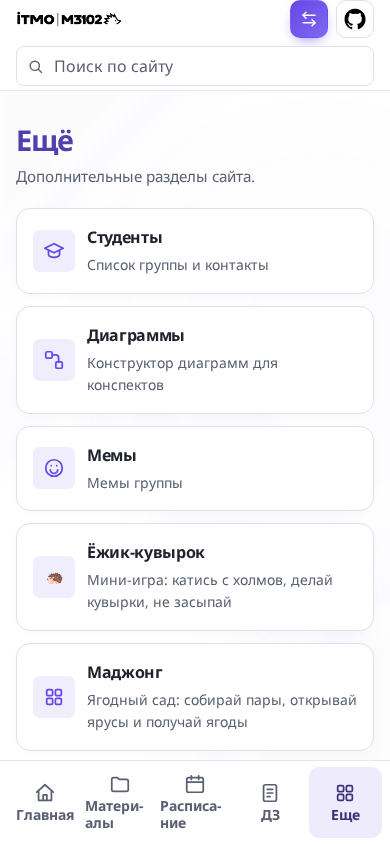 iTMO | M3102
Поиск по сайту
Ещё
Дополнительные разделы сайта.
Студенты
Список группы и контакты
Диаграммы
Конструктор диаграмм для
конспектов
Мемы
Мемы группы
Ёжик-кувырок
Мини-игра: катись с холмов, делай
кувырки, не засыпай
Маджонг
Ягодный сад: собирай пары, открывай
ярусы и получай ягоды
Главная
Матери-
алы
Расписа-
ние
ДЗ
Еще